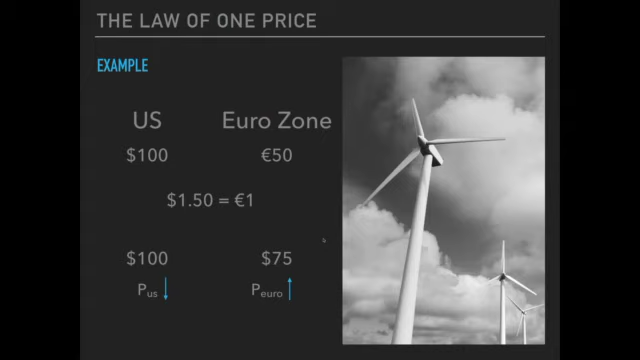 THE LAW OF ONE PRICE
EXAMPLE
US Euro Zone
$100 €50
$1.50 = €1
$100 $75
Pus ↓ Peuro ↑